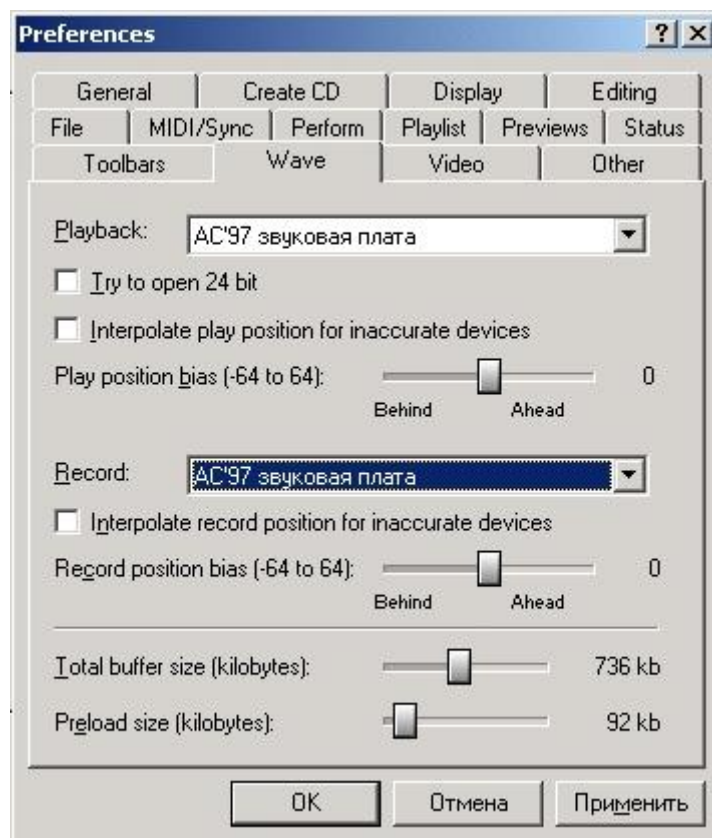 Preferences
General Create CD Display Editing
File MIDI/Sync Perform Playlist Previews Status
Toolbars Wave Video Other
Playback: AC'97 звуковая плата
Try to open 24 bit
Interpolate play position for inaccurate devices
Play position bias (-64 to 64): 0
Behind Ahead
Record: AC'97 звуковая плата
Interpolate record position for inaccurate devices
Record position bias (-64 to 64): 0
Behind Ahead
Total buffer size (kilobytes): 736 kb
Preload size (kilobytes): 92 kb
OK Отмена Применить